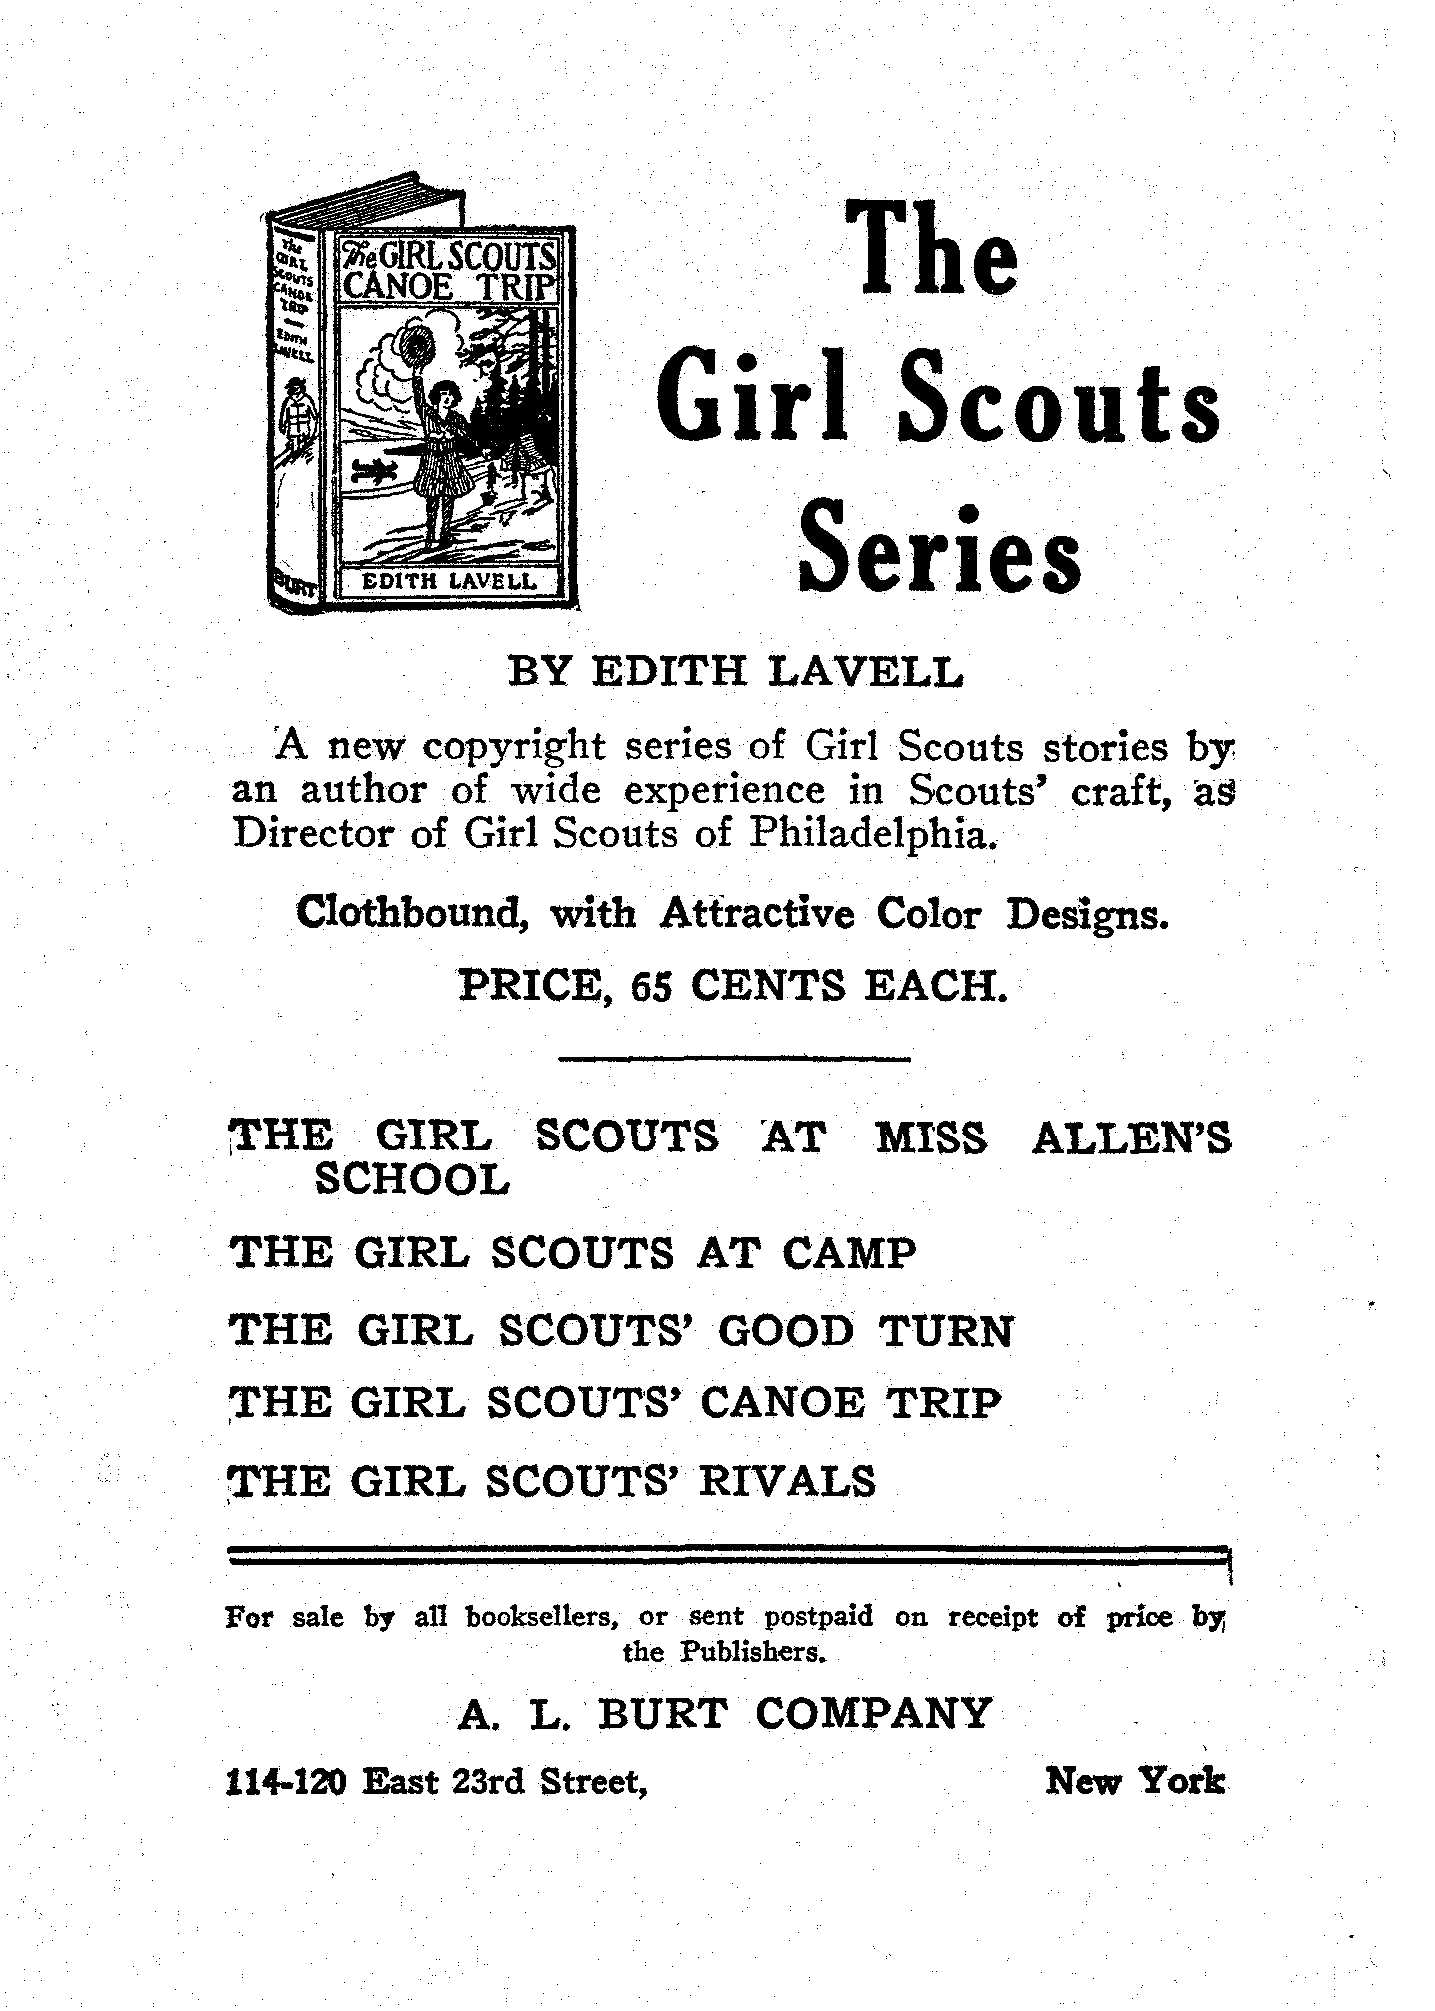 The
GIRL
SCOUTS
CANOE
TRIP
EDITH
LAVELL
BURT
The GIRL SCOUTS
CANOE TRIP
EDITH LAVELL
The
Girl Scouts
Series
BY EDITH LAVELL
A new copyright series of Girl Scouts stories by
an author of wide experience in Scouts' craft, as
Director of Girl Scouts of Philadelphia.
Clothbound, with Attractive Color Designs.
PRICE, 65 CENTS EACH.
THE GIRL SCOUTS AT MISS ALLEN'S
SCHOOL
THE GIRL SCOUTS AT CAMP
THE GIRL SCOUTS' GOOD TURN
THE GIRL SCOUTS' CANOE TRIP
THE GIRL SCOUTS' RIVALS
For sale by all booksellers, or sent postpaid on receipt of price by
the Publishers.
A. L. BURT COMPANY
114-120 East 23rd Street, New York